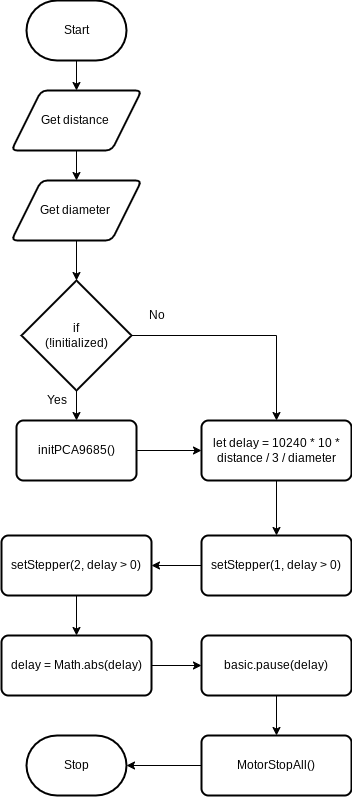 Start
Get distance
Get diameter
if
(!initialized)
No
Yes
initPCA9685()
let delay = 10240 * 10 *
distance / 3 / diameter
setStepper(2, delay > 0)
setStepper(1, delay > 0)
delay = Math.abs(delay)
basic.pause(delay)
Stop
MotorStopAll()